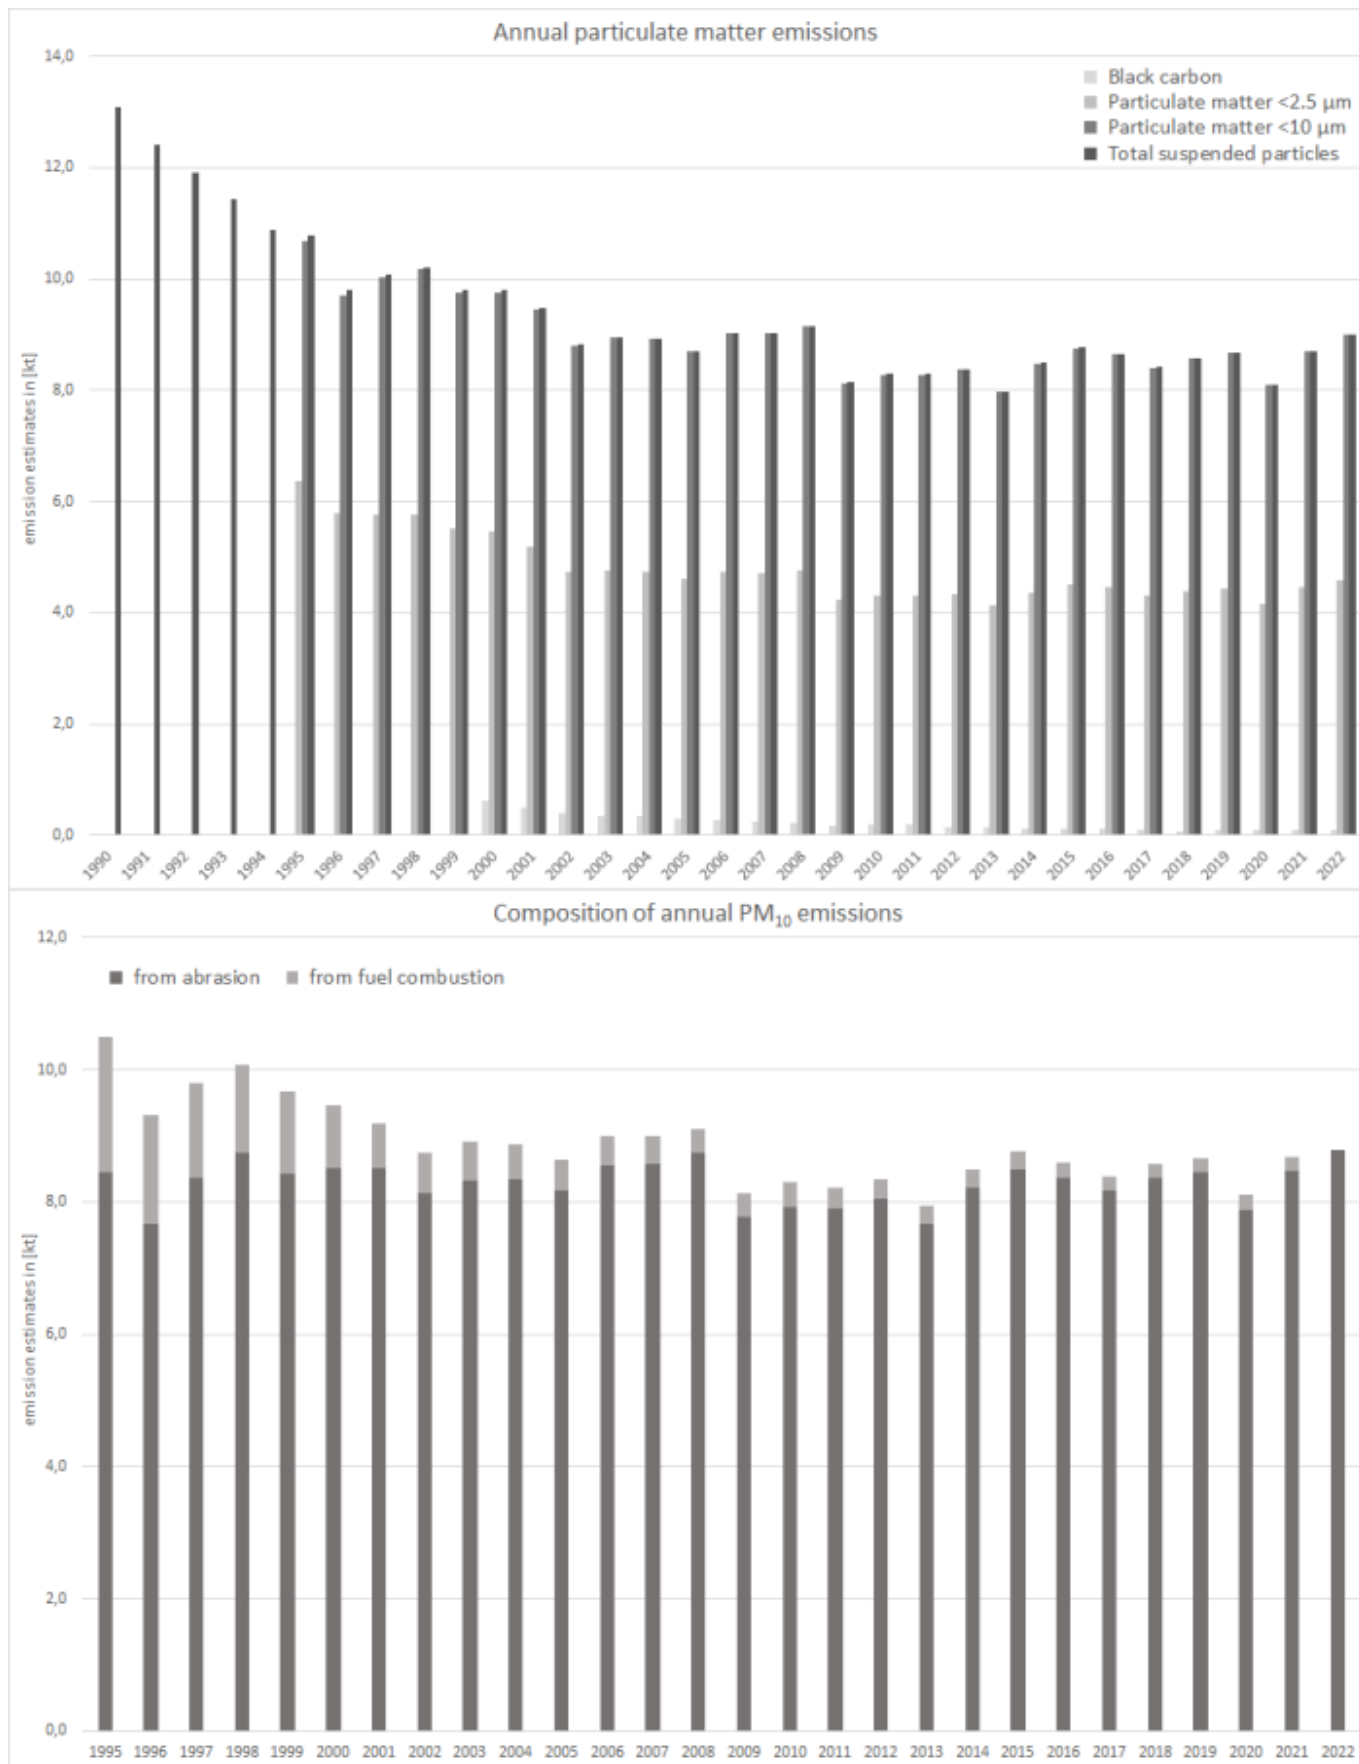 Annual particulate matter emissions
14,0
Black carbon
Particulate matter <2.5 µm
Particulate matter <10 µm
Total suspended particles
12,0
10,0
8,0
6,0
4,0
2,0
0,0
emission estimates in [kt]
1990 1991 1992 1993 1994 1995 1996 1997 1998 1999 2000 2001 2002 2003 2004 2005 2006 2007 2008 2009 2010 2011 2012 2013 2014 2015 2016 2017 2018 2019 2020 2021 2022
Composition of annual PM₁₀ emissions
12,0
from abrasion from fuel combustion
10,0
8,0
6,0
4,0
2,0
0,0
emission estimates in [kt]
1995 1996 1997 1998 1999 2000 2001 2002 2003 2004 2005 2006 2007 2008 2009 2010 2011 2012 2013 2014 2015 2016 2017 2018 2019 2020 2021 2022